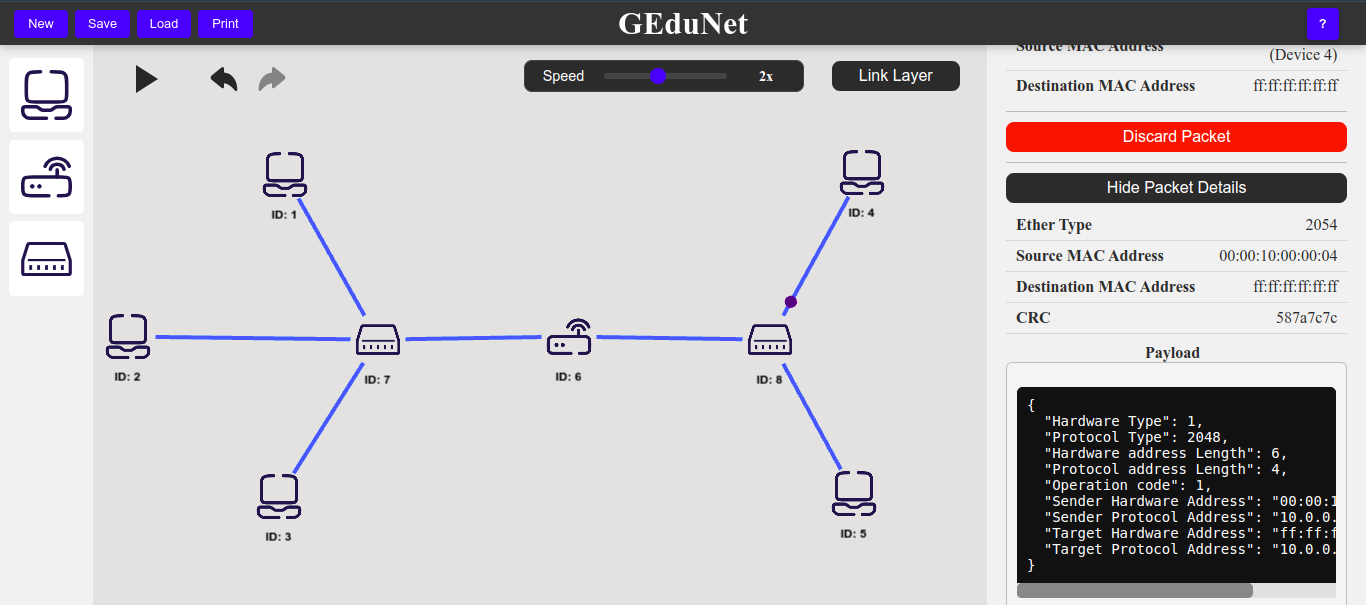 New
Save
Load
Print
GEduNet
?
Speed
2x
Link Layer
ID: 1
ID: 4
ID: 2
ID: 7
ID: 6
ID: 8
ID: 3
ID: 5
Source MAC Address
(Device 4)
Destination MAC Address ff:ff:ff:ff:ff:ff
Discard Packet
Hide Packet Details
Ether Type 2054
Source MAC Address 00:00:10:00:00:04
Destination MAC Address ff:ff:ff:ff:ff:ff
CRC 587a7c7c
Payload
{
"Hardware Type": 1,
"Protocol Type": 2048,
"Hardware address Length": 6,
"Protocol address Length": 4,
"Operation code": 1,
"Sender Hardware Address": "00:00:1
"Sender Protocol Address": "10.0.0.
"Target Hardware Address": "ff:ff:f
"Target Protocol Address": "10.0.0.
}